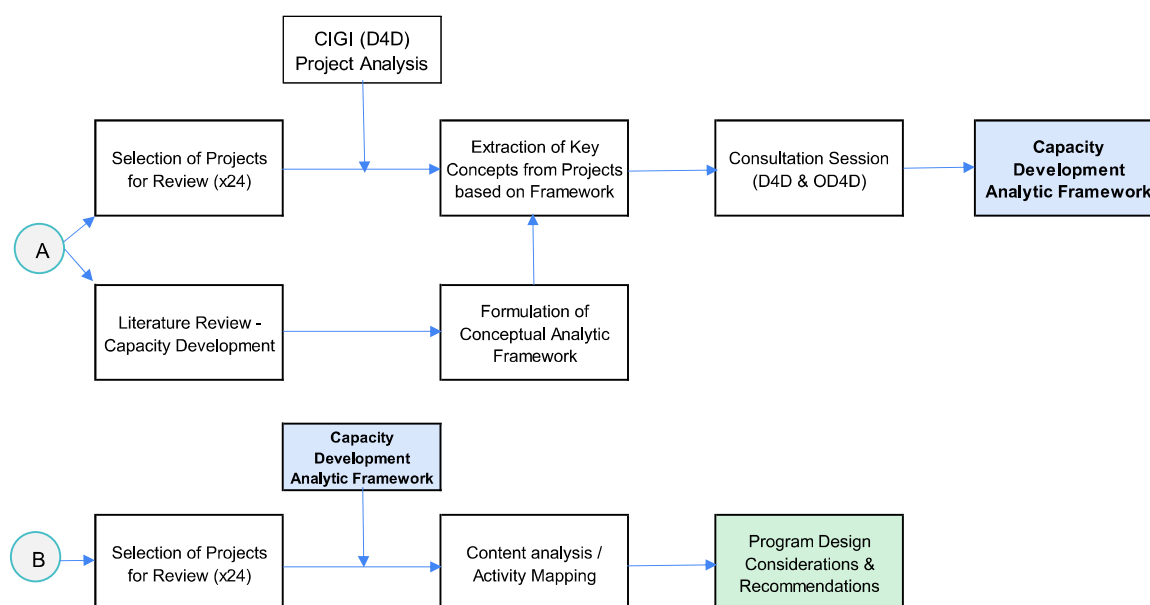 CIGI (D4D)
Project Analysis
Selection of Projects
for Review (x24)
Extraction of Key
Concepts from Projects
based on Framework
Consultation Session
(D4D & OD4D)
Capacity
Development
Analytic Framework
A
Literature Review -
Capacity Development
Formulation of
Conceptual Analytic
Framework
Capacity
Development
Analytic Framework
B
Selection of Projects
for Review (x24)
Content analysis /
Activity Mapping
Program Design
Considerations &
Recommendations